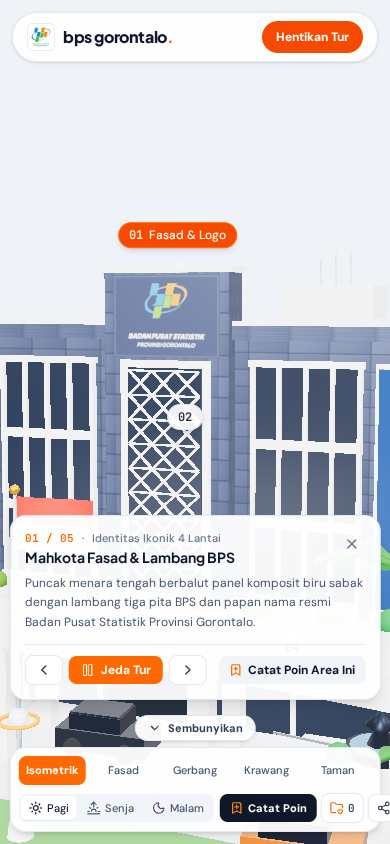 bps gorontalo.
Hentikan Tur
01 Fasad & Logo
BADAN PUSAT STATISTIK
PROVINSI GORONTALO
02
01 / 05 · Identitas Ikonik 4 Lantai
Mahkota Fasad & Lambang BPS
Puncak menara tengah berbalut panel komposit biru sabak
dengan lambang tiga pita BPS dan papan nama resmi
Badan Pusat Statistik Provinsi Gorontalo.
Jeda Tur
Catat Poin Area Ini
Sembunyikan
Isometrik
Fasad
Gerbang
Krawang
Taman
Pagi
Senja
Malam
Catat Poin
0